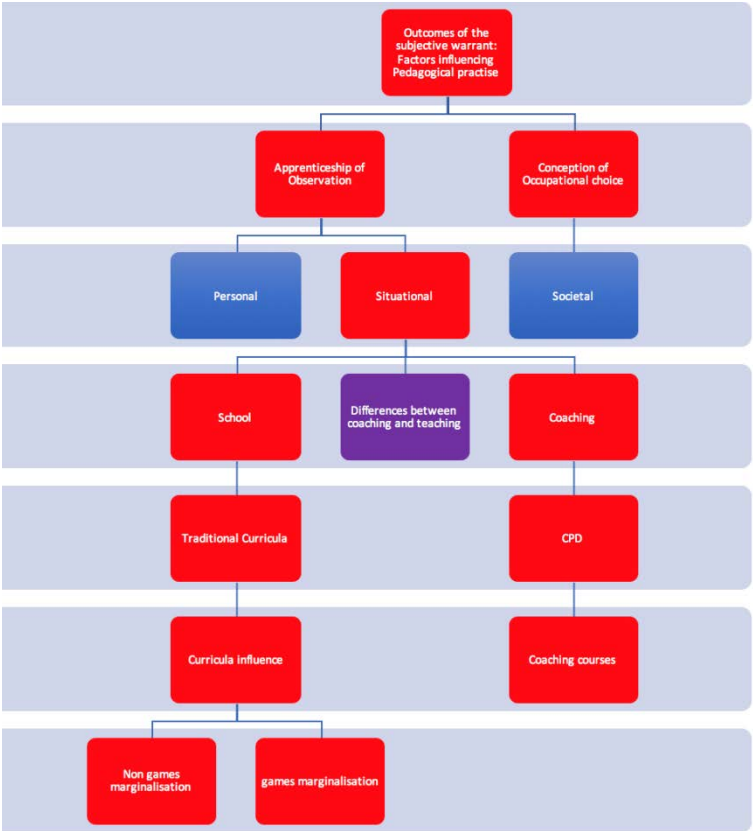 Outcomes of the
subjective warrant:
Factors influencing
Pedagogical practise
Apprenticeship of
Observation
Conception of
Occupational choice
Personal
Situational
Societal
School
Differences between
coaching and teaching
Coaching
Traditional Curricula
CPD
Curricula influence
Coaching courses
Non games
marginalisation
games marginalisation